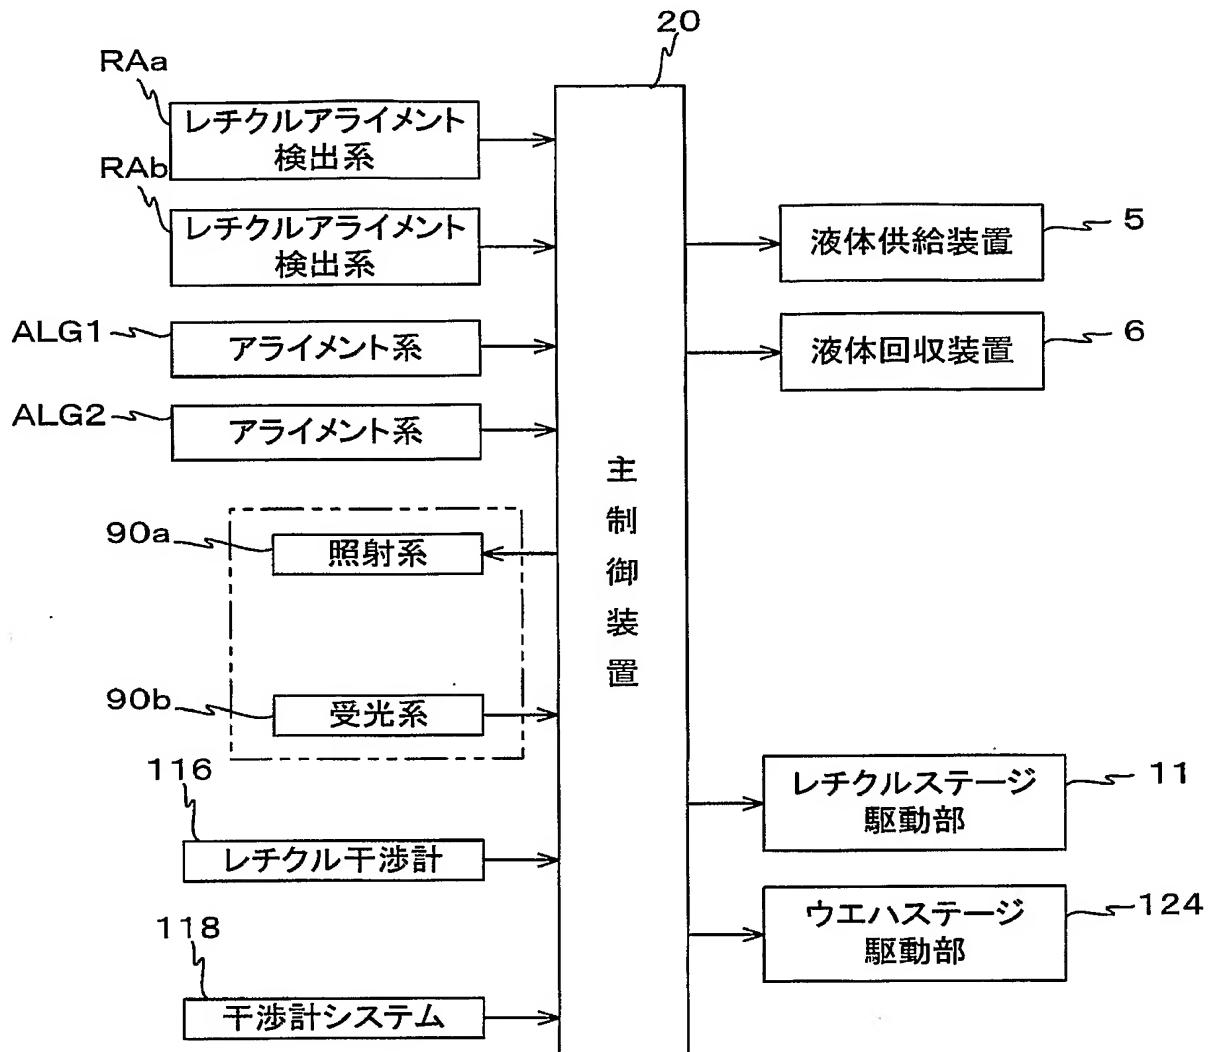 20
RAa
レチクルアライメント
検出系
RAb
レチクルアライメント
検出系
ALG1
アライメント系
ALG2
アライメント系
90a
照射系
90b
受光系
116
レチクル干渉計
118
干渉計システム
主制御装置
液体供給装置
5
液体回収装置
6
レチクルステージ
駆動部
11
ウエハステージ
駆動部
124